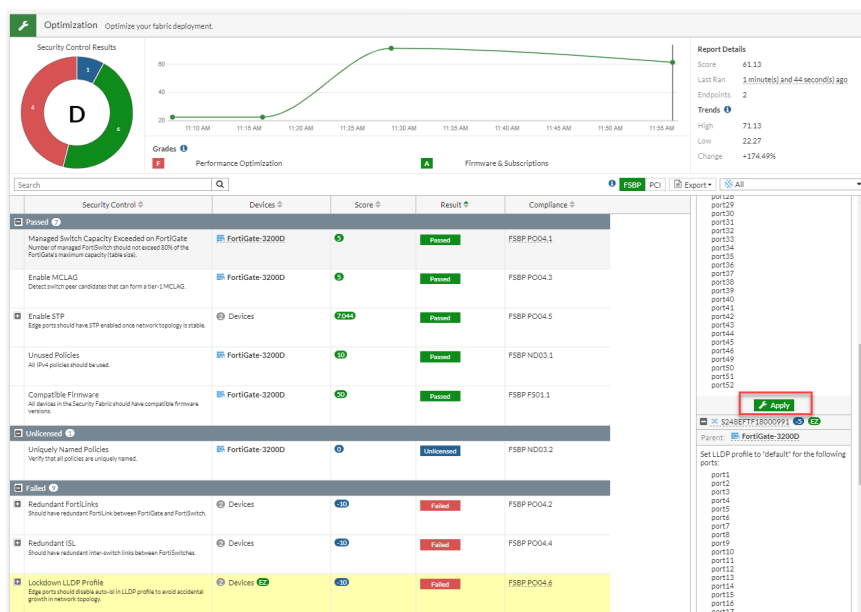 Optimization Optimize your fabric deployment.
Security Control Results
1
6
6
D
60
40
20
11:10 AM 11:15 AM 11:20 AM 11:25 AM 11:30 AM 11:35 AM 11:40 AM 11:45 AM 11:50 AM 11:55 AM
Grades
F Performance Optimization
A Firmware & Subscriptions
Report Details
Score 61.13
Last Ran 1 minute(s) and 44 second(s) ago
Endpoints 2
Trends
High 71.13
Low 22.27
Change +174.49%
Search
FSBP PCI Export All
Security Control Devices Score Result Compliance
Passed 7
Managed Switch Capacity Exceeded on FortiGate FortiGate-3200D 5 Passed FSBP PO04.1
Number of managed FortiSwitch should not exceed 80% of the
FortiGate's maximum capacity (table size).
Enable MCLAG FortiGate-3200D 5 Passed FSBP PO04.3
Detect switch peer candidates that can form a tier-1 MCLAG.
Enable STP 2 Devices 7.044 Passed FSBP PO04.5
Edge ports should have STP enabled once network topology is stable.
Unused Policies FortiGate-3200D 10 Passed FSBP ND03.1
All IPv4 policies should be used.
Compatible Firmware FortiGate-3200D 50 Passed FSBP FS01.1
All devices in the Security Fabric should have compatible firmware
versions.
Unlicensed 1
Uniquely Named Policies FortiGate-3200D 0 Unlicensed FSBP ND03.2
Verify that all policies are uniquely named.
Failed 9
Redundant FortiLinks 2 Devices -10 Failed FSBP PO04.2
Should have redundant FortiLink between FortiGate and FortiSwitch.
Redundant ISL 2 Devices -10 Failed FSBP PO04.4
Should have redundant inter-switch links between FortiSwitches.
Lockdown LLDP Profile 2 Devices EZ -10 Failed FSBP PO04.6
Edge ports should disable auto-isl in LLDP profile to avoid accidental
growth in network topology.
port28
port29
port30
port31
port32
port33
port34
port35
port36
port37
port38
port39
port40
port41
port42
port43
port44
port45
port46
port49
port50
port51
port52
Apply
S248EFTF18000991 -5 EZ
Parent: FortiGate-3200D
Set LLDP profile to "default" for the following
ports:
port1
port2
port3
port4
port5
port6
port7
port8
port9
port10
port11
port12
port13
port14
port15
port16
port17